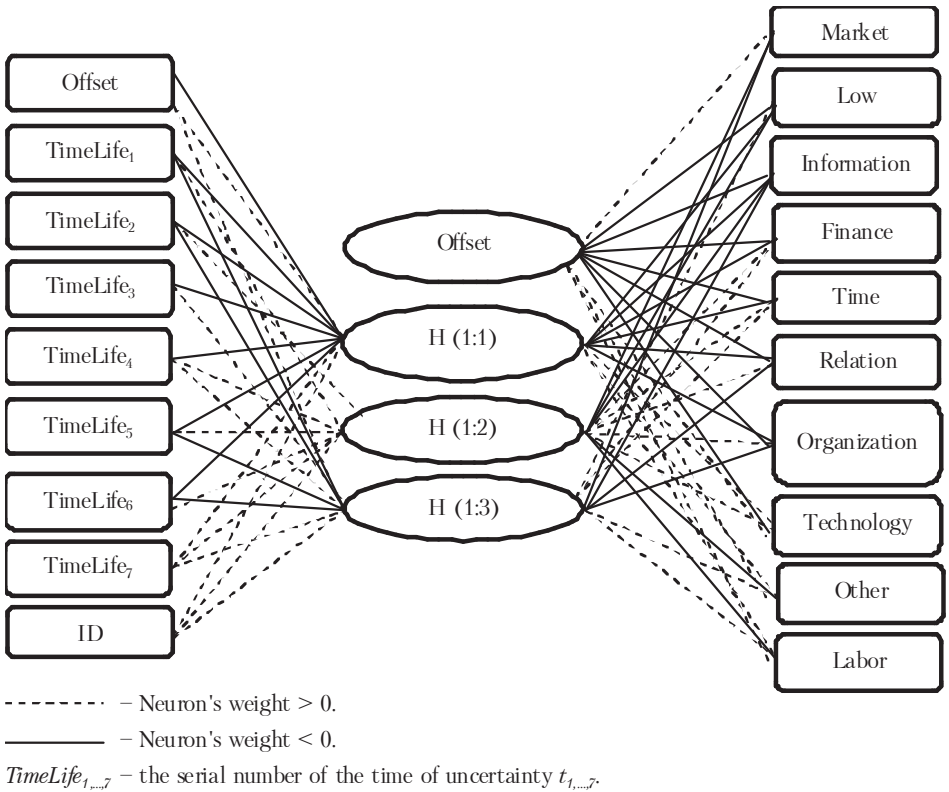 Offset
TimeLife1
TimeLife2
TimeLife3
TimeLife4
TimeLife5
TimeLife6
TimeLife7
ID
Offset
H (1:1)
H (1:2)
H (1:3)
Market
Low
Information
Finance
Time
Relation
Organization
Technology
Other
Labor
– Neuron's weight > 0.
– Neuron's weight < 0.
TimeLife1,...,7 – the serial number of the time of uncertainty t1,...,7.